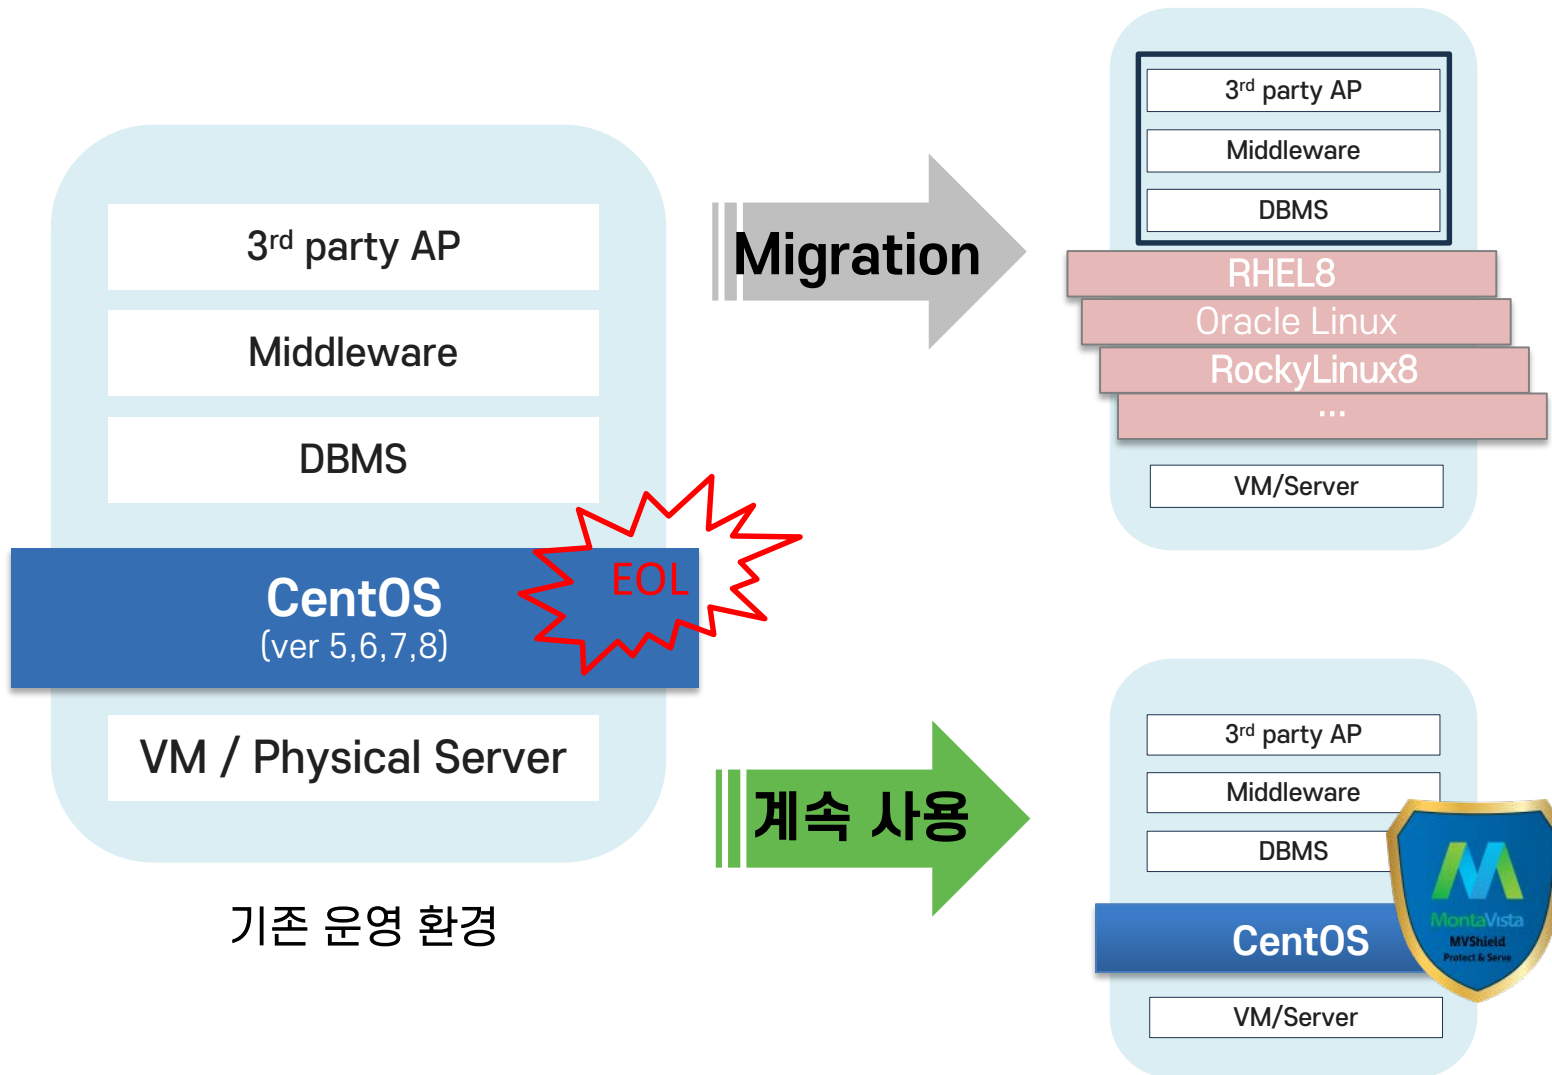 3rd party AP
Middleware
DBMS
CentOS
(ver 5,6,7,8)
EOL
VM / Physical Server
기존 운영 환경
Migration
3rd party AP
Middleware
DBMS
RHEL8
Oracle Linux
RockyLinux8
...
VM/Server
계속 사용
3rd party AP
Middleware
DBMS
CentOS
VM/Server
MontaVista
MVShield
Protect & Serve